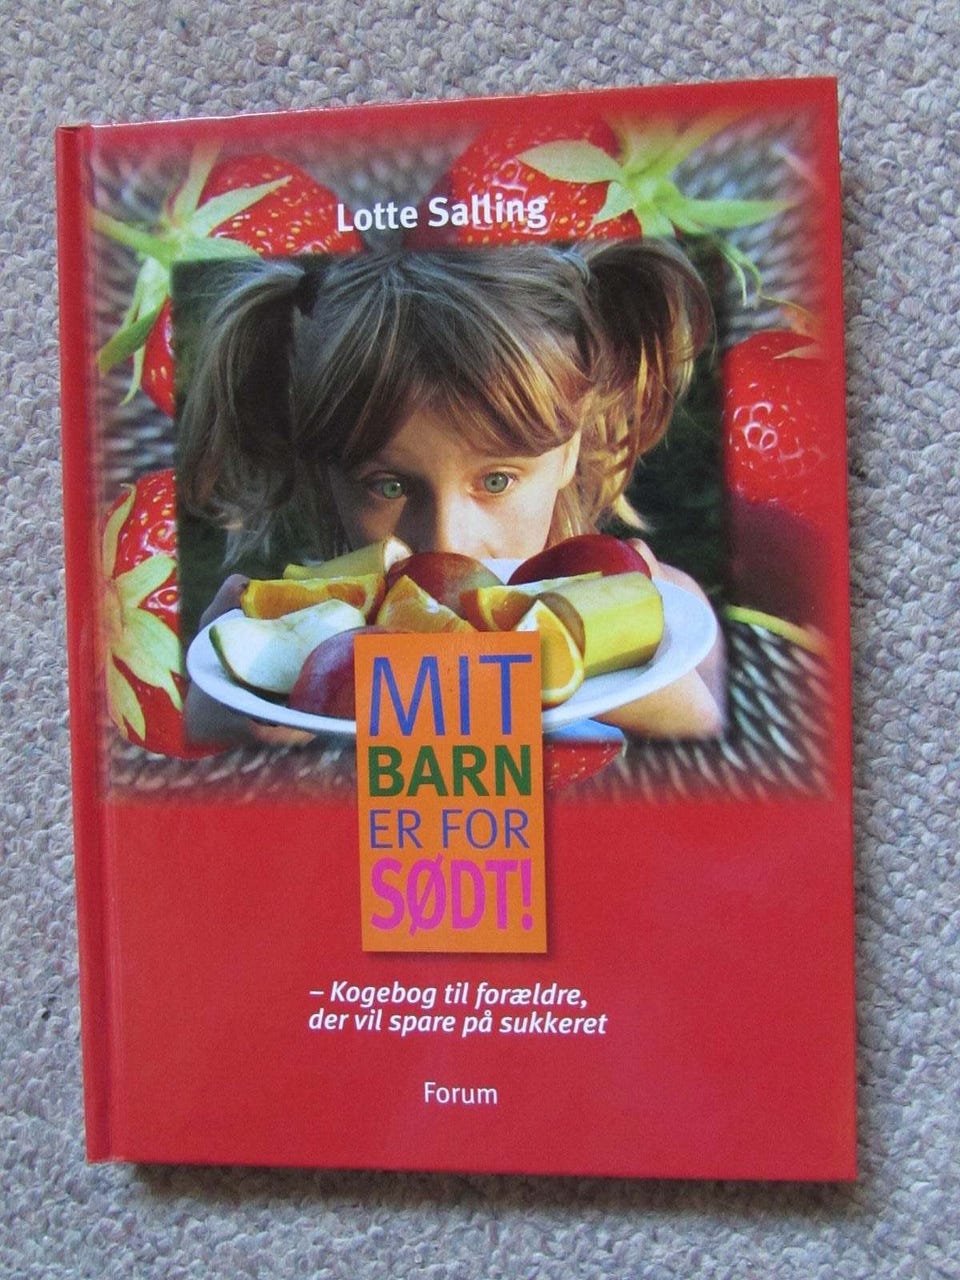 Lotte Salling
MIT
BARN
ER FOR
SØDT!
– Kogebog til forældre,
der vil spare på sukkeret
Forum